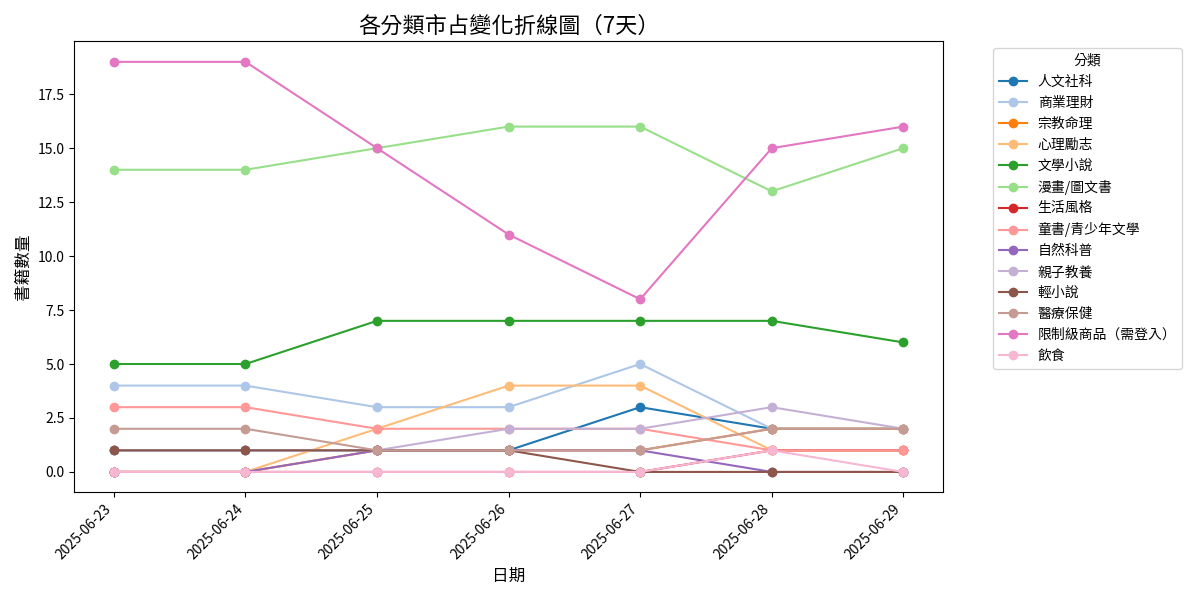 各分類市占變化折線圖（7天）
書籍數量
17.5
15.0
12.5
10.0
7.5
5.0
2.5
0.0
2025-06-23
2025-06-24
2025-06-25
2025-06-26
2025-06-27
2025-06-28
2025-06-29
日期
分類
人文社科
商業理財
宗教命理
心理勵志
文學小說
漫畫/圖文書
生活風格
童書/青少年文學
自然科普
親子教養
輕小說
醫療保健
限制級商品（需登入）
飲食